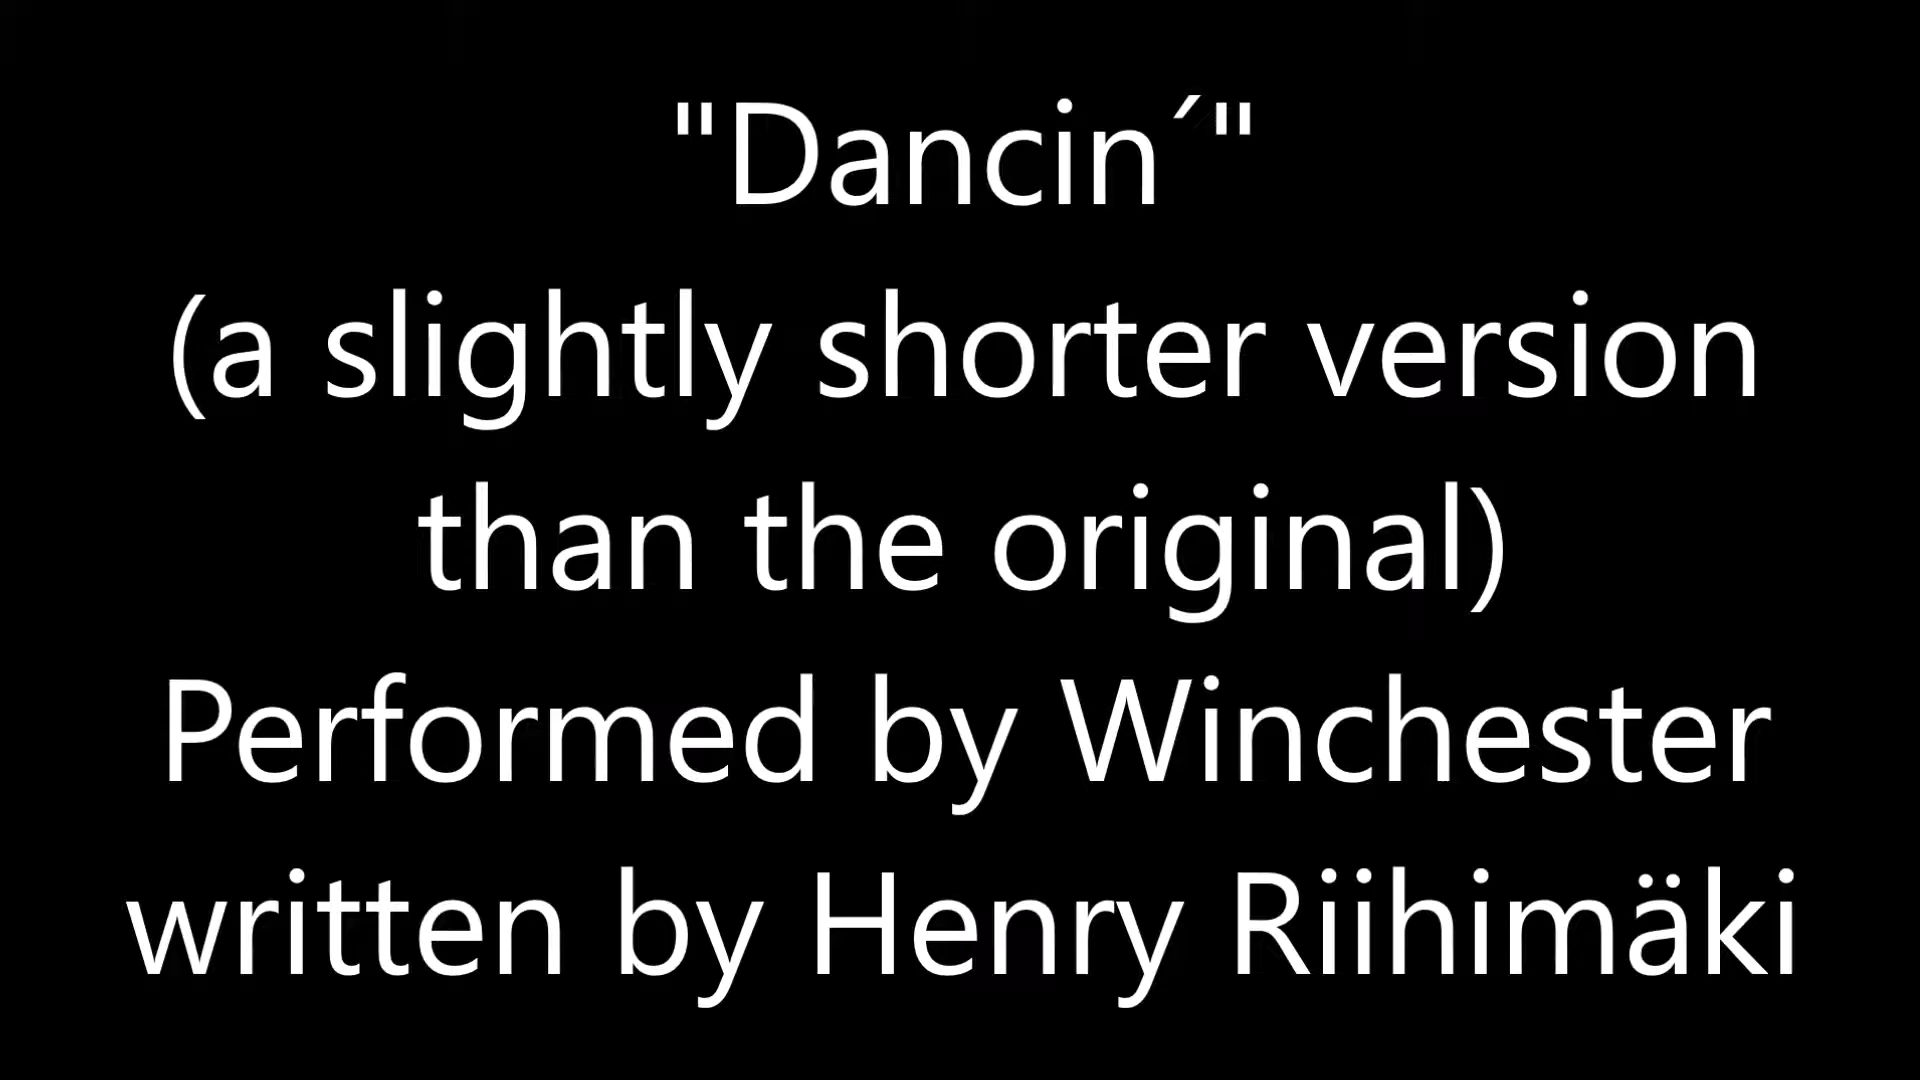 "Dancin´"
(a slightly shorter version
than the original)
Performed by Winchester
written by Henry Riihimäki